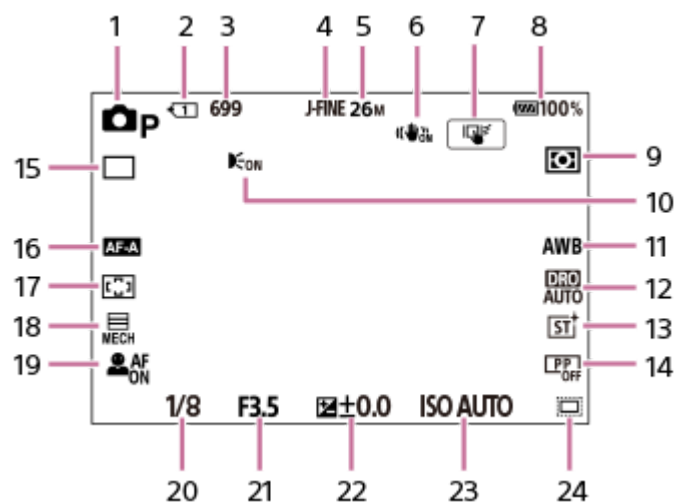 1 2 3 4 5 6 7 8
P 1 699 J-FINE 26M ON 100%
15 ON 9
10
16 AF-A AWB 11
17 DRO AUTO 12
18 MECH ST+ 13
19 AF ON PP OFF 14
1/8 F3.5 ±0.0 ISO AUTO
20 21 22 23 24